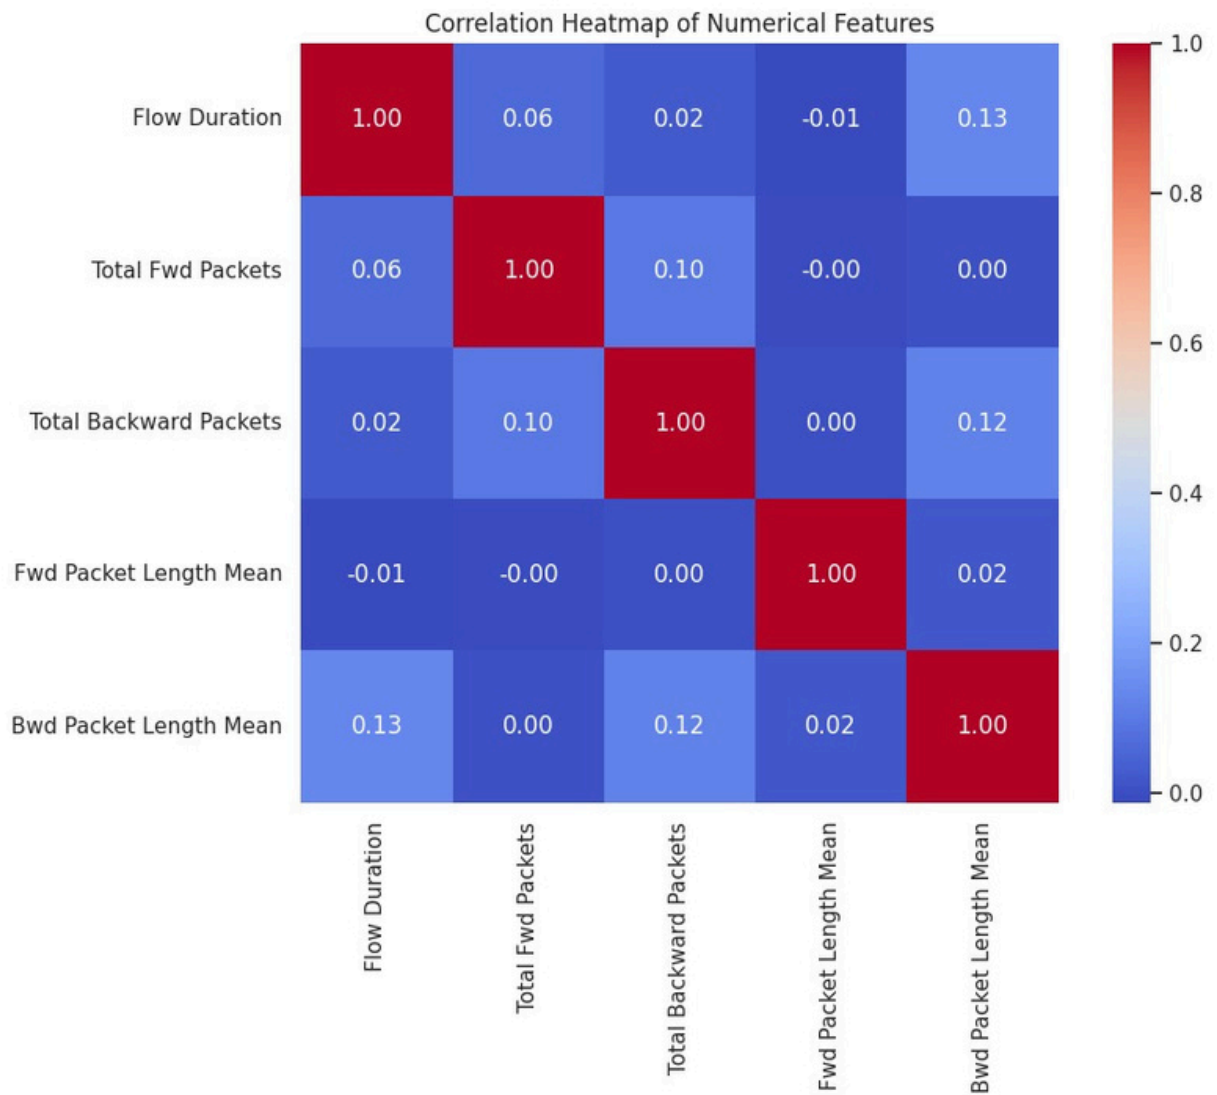 Correlation Heatmap of Numerical Features
Flow Duration 1.00 0.06 0.02 -0.01 0.13
Total Fwd Packets 0.06 1.00 0.10 -0.00 0.00
Total Backward Packets 0.02 0.10 1.00 0.00 0.12
Fwd Packet Length Mean -0.01 -0.00 0.00 1.00 0.02
Bwd Packet Length Mean 0.13 0.00 0.12 0.02 1.00
Flow Duration
Total Fwd Packets
Total Backward Packets
Fwd Packet Length Mean
Bwd Packet Length Mean
1.0
0.8
0.6
0.4
0.2
0.0